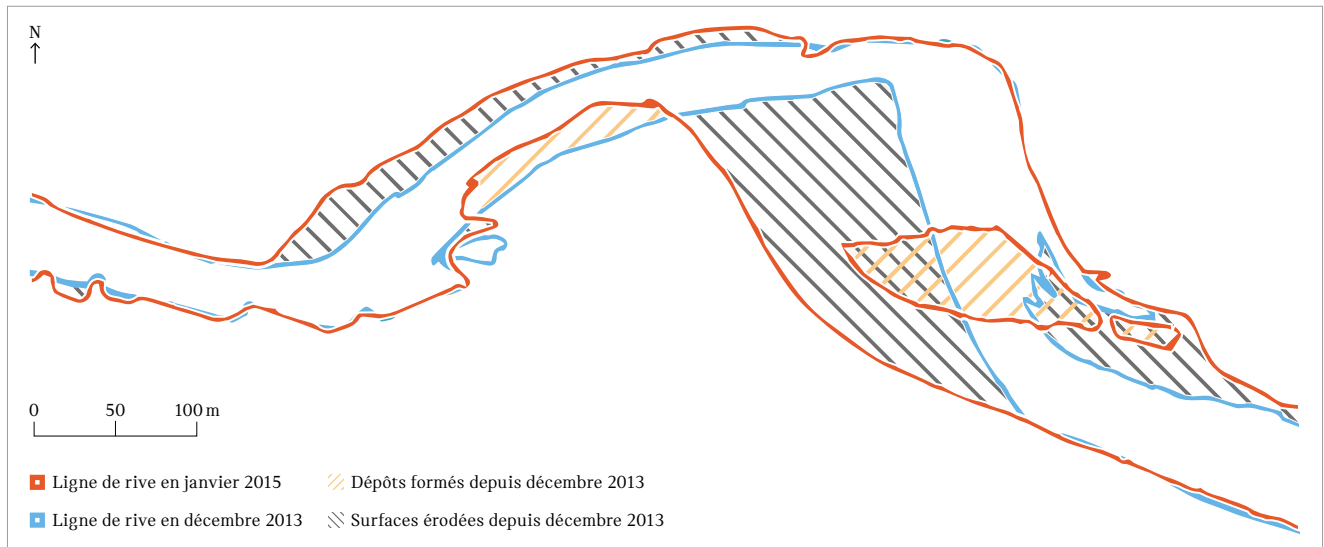 N
0 50 100 m
Ligne de rive en janvier 2015
Dépôts formés depuis décembre 2013
Ligne de rive en décembre 2013
Surfaces érodées depuis décembre 2013